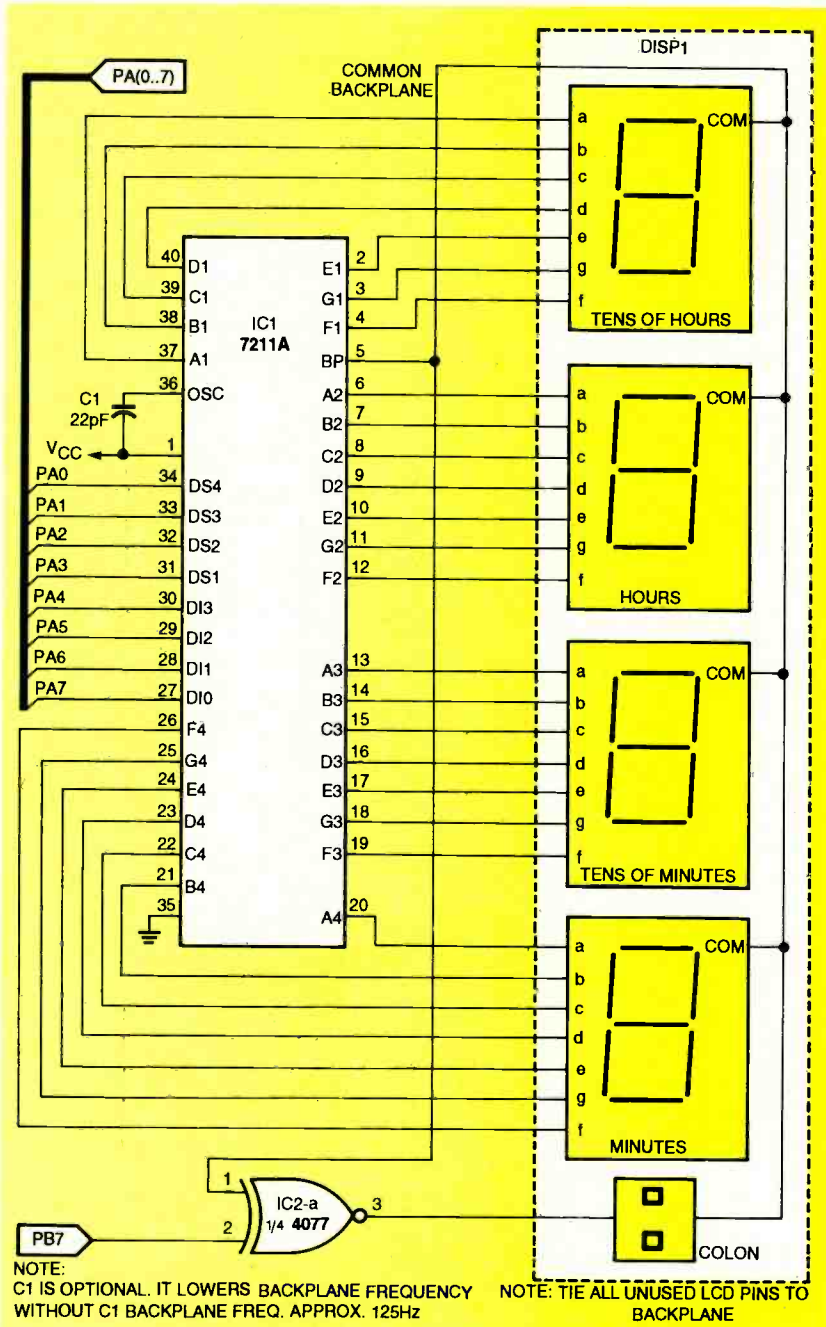 DISP1
PA(0..7)
COMMON
BACKPLANE
a
b
c
d
e
g
f
COM
TENS OF HOURS
40
D1
39
C1
38
B1
37
A1
36
OSC
C1
22pF
VCC
1
PA0
34
DS4
PA1
33
DS3
PA2
32
DS2
PA3
31
DS1
PA4
30
DI3
PA5
29
DI2
PA6
28
DI1
PA7
27
DI0
26
F4
25
G4
24
E4
23
D4
22
C4
21
B4
35
IC1
7211A
E1
2
G1
3
F1
4
BP
5
A2
6
B2
7
C2
8
D2
9
E2
10
G2
11
F2
12
A3
13
B3
14
C3
15
D3
16
E3
17
G3
18
F3
19
A4
20
a
b
c
d
e
g
f
COM
HOURS
a
b
c
d
e
g
f
COM
TENS OF MINUTES
a
b
c
d
e
g
f
COM
MINUTES
1
2
IC2-a
1/4 4077
3
PB7
COLON
NOTE:
C1 IS OPTIONAL. IT LOWERS BACKPLANE FREQUENCY
WITHOUT C1 BACKPLANE FREQ. APPROX. 125Hz
NOTE: TIE ALL UNUSED LCD PINS TO
BACKPLANE